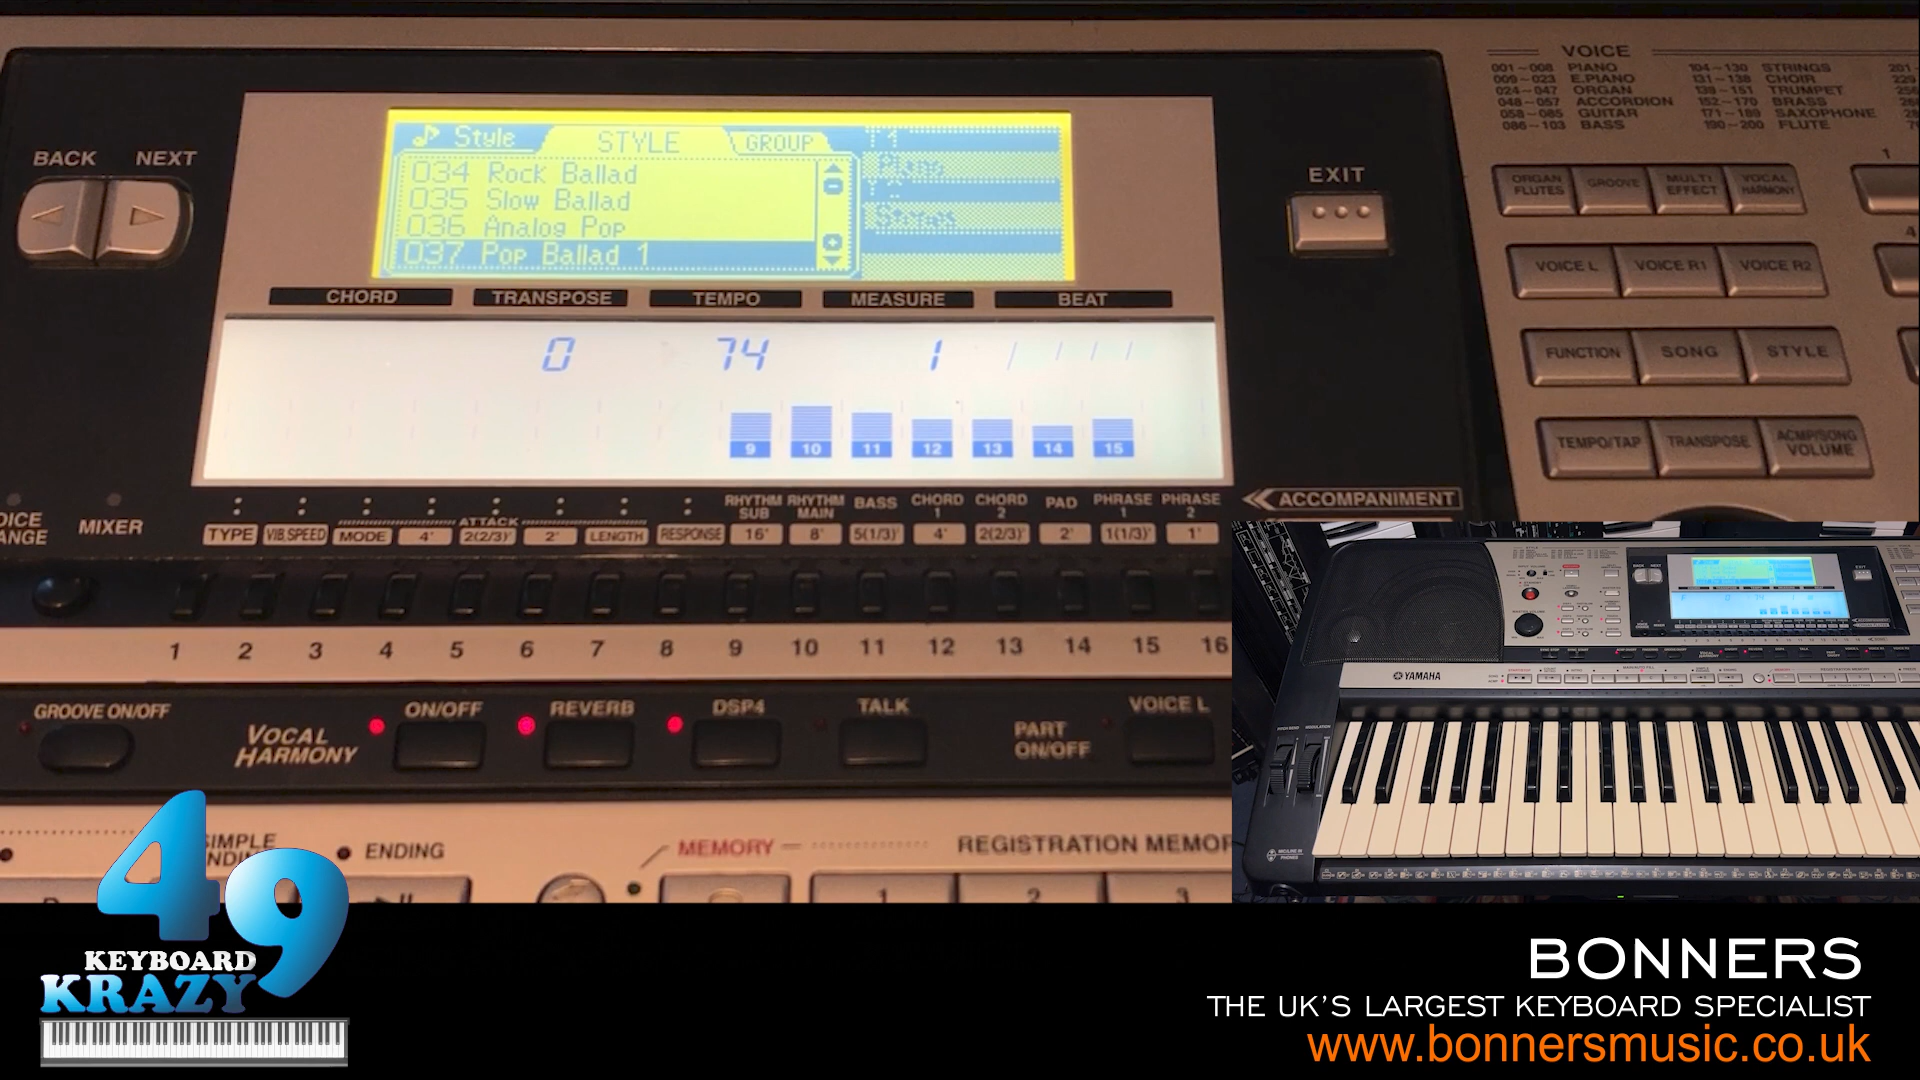 VOICE
001~008 PIANO
009~023 E.PIANO
024~047 ORGAN
048~057 ACCORDION
058~085 GUITAR
086~103 BASS
104~130 STRINGS
131~138 CHOIR
139~151 TRUMPET
152~170 BRASS
171~189 SAXOPHONE
190~200 FLUTE
BACK NEXT
Style STYLE GROUP
034 Rock Ballad
035 Slow Ballad
036 Analog Pop
037 Pop Ballad 1
EXIT
CHORD TRANSPOSE TEMPO MEASURE BEAT
0 74 1
9 10 11 12 13 14 15
ORGAN FLUTES GROOVE MULTI EFFECT VOCAL HARMONY
VOICE L VOICE R1 VOICE R2
FUNCTION SONG STYLE
TEMPO/TAP TRANSPOSE ACMP/SONG VOLUME
MIXER
RHYTHM SUB RHYTHM MAIN BASS CHORD 1 CHORD 2 PAD PHRASE 1 PHRASE 2
ACCOMPANIMENT
ATTACK
TYPE VIB.SPEED MODE 4' 2(2/3)' 2' LENGTH RESPONSE 16' 8' 5(1/3)' 4' 2(2/3)' 2' 1(1/3)' 1'
1 2 3 4 5 6 7 8 9 10 11 12 13 14 15 16
GROOVE ON/OFF
VOCAL HARMONY
ON/OFF REVERB DSP4 TALK
PART ON/OFF
VOICE L
ENDING
MEMORY
REGISTRATION MEMOR
1 2 3
YAMAHA
49
KEYBOARD
KRAZY
BONNERS
THE UK'S LARGEST KEYBOARD SPECIALIST
www.bonnersmusic.co.uk